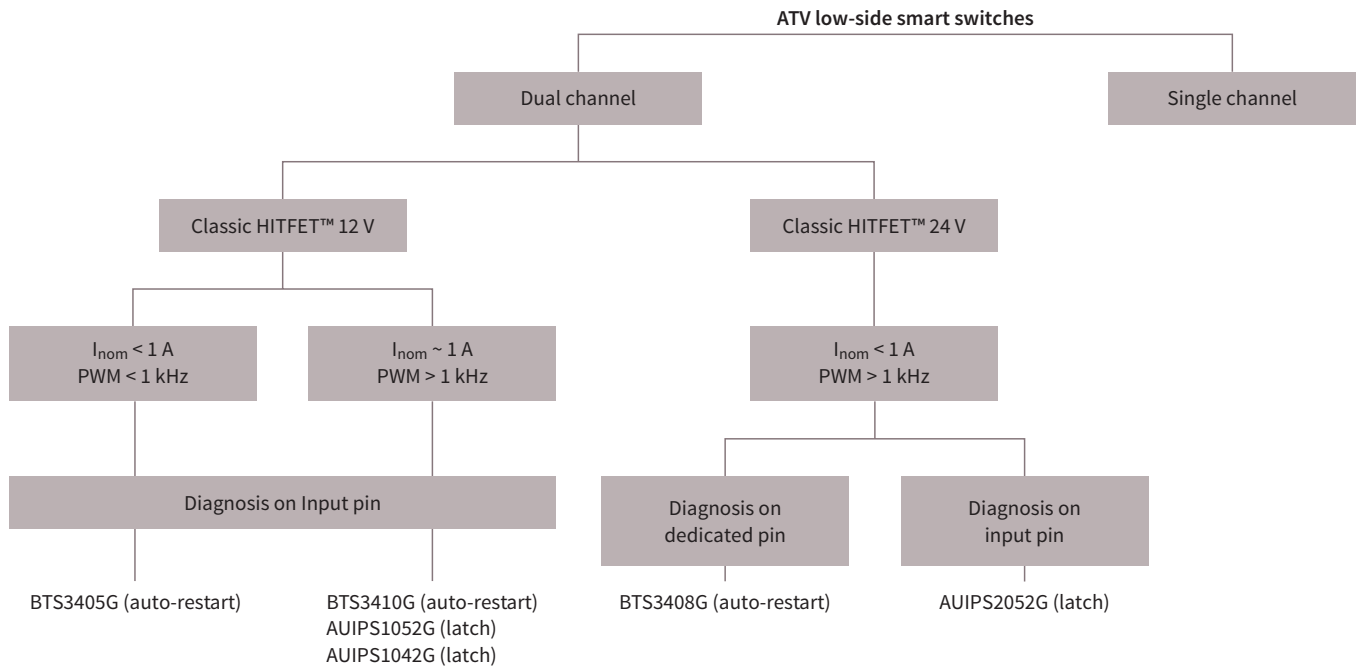 ATV low-side smart switches
Dual channel
Single channel
Classic HITFET™ 12 V
Classic HITFET™ 24 V
Inom < 1 A
PWM < 1 kHz
Inom ~ 1 A
PWM > 1 kHz
Inom < 1 A
PWM > 1 kHz
Diagnosis on Input pin
Diagnosis on
dedicated pin
Diagnosis on
input pin
BTS3405G (auto-restart)
BTS3410G (auto-restart)
AUIPS1052G (latch)
AUIPS1042G (latch)
BTS3408G (auto-restart)
AUIPS2052G (latch)